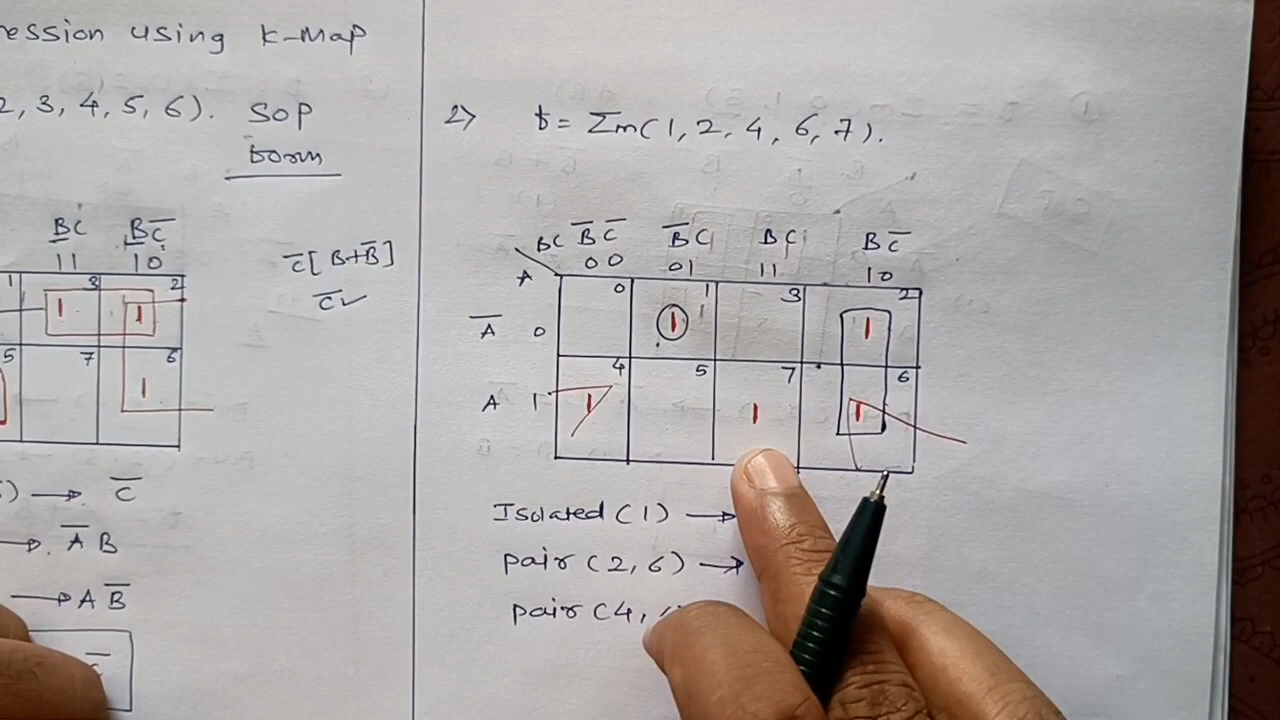 ession using K-Map
2, 3, 4, 5, 6). SOP
form
BC BC̅
11 10
1 3 2
1 1
5 7 6
1
C̅[B+B̅]
C̅✓
) → C̅
→ A̅ B
→ A B̅
C̅
2) f = Σm(1, 2, 4, 6, 7).
BC B̅C̅ B̅C BC BC̅
A 00 01 11 10
0 1 3 2
A̅ 0 1 1
4 5 7 6
A 1 1 1 1
Isolated (1) →
pair (2, 6) →
pair (4,